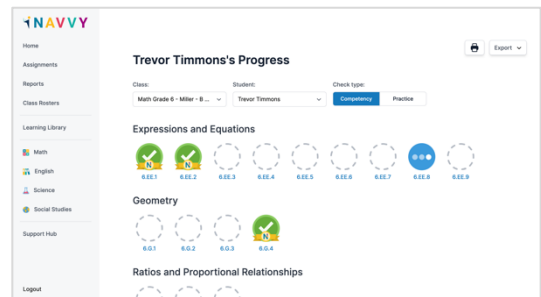 NAVVY
Home
Assignments
Reports
Class Rosters
Learning Library
Math
English
Science
Social Studies
Support Hub
Logout
Export
Trevor Timmons's Progress
Class:
Student:
Check type:
Math Grade 6 - Miller - B ...
Trevor Timmons
Competency
Practice
Expressions and Equations
N
N
6.EE.1
6.EE.2
6.EE.3
6.EE.4
6.EE.5
6.EE.6
6.EE.7
6.EE.8
6.EE.9
Geometry
N
6.G.1
6.G.2
6.G.3
6.G.4
Ratios and Proportional Relationships